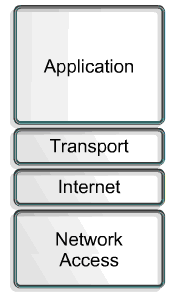 Application
Transport
Internet
Network
Access